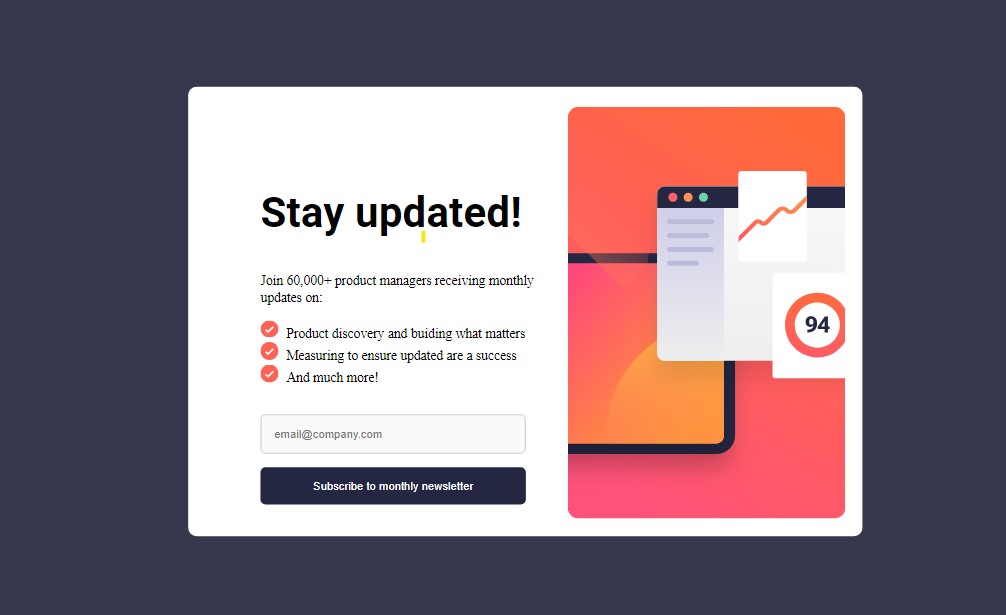 Stay updated!
Join 60,000+ product managers receiving monthly
updates on:
Product discovery and buiding what matters
Measuring to ensure updated are a success
And much more!
email@company.com
Subscribe to monthly newsletter
94